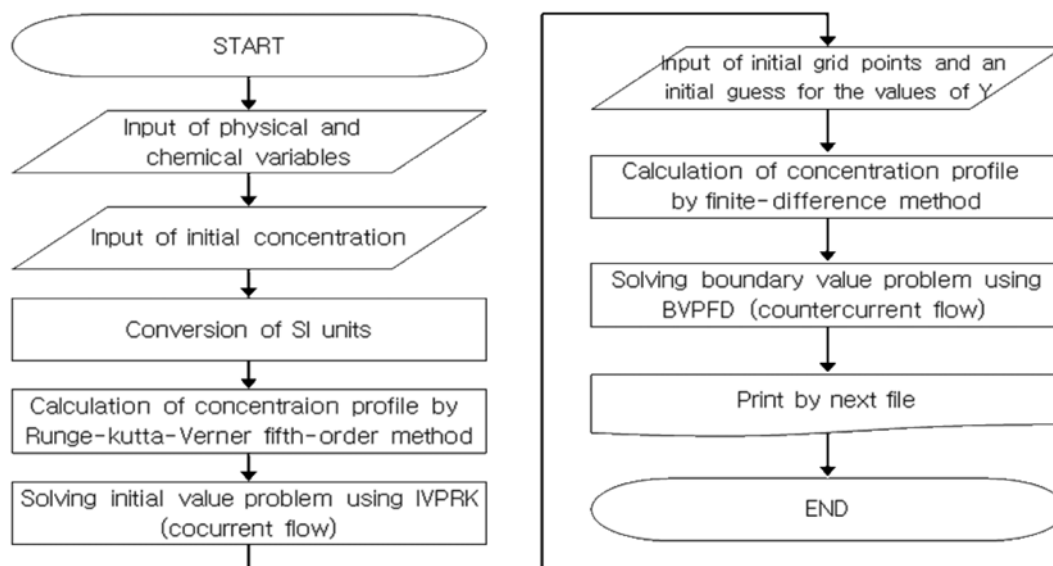 START
Input of physical and
chemical variables
Input of initial concentration
Conversion of SI units
Calculation of concentraion profile by
Runge-kutta-Verner fifth-order method
Solving initial value problem using IVPRK
(cocurrent flow)
Input of initial grid points and an
initial guess for the values of Y
Calculation of concentration profile
by finite-difference method
Solving boundary value problem using
BVPFD (countercurrent flow)
Print by next file
END